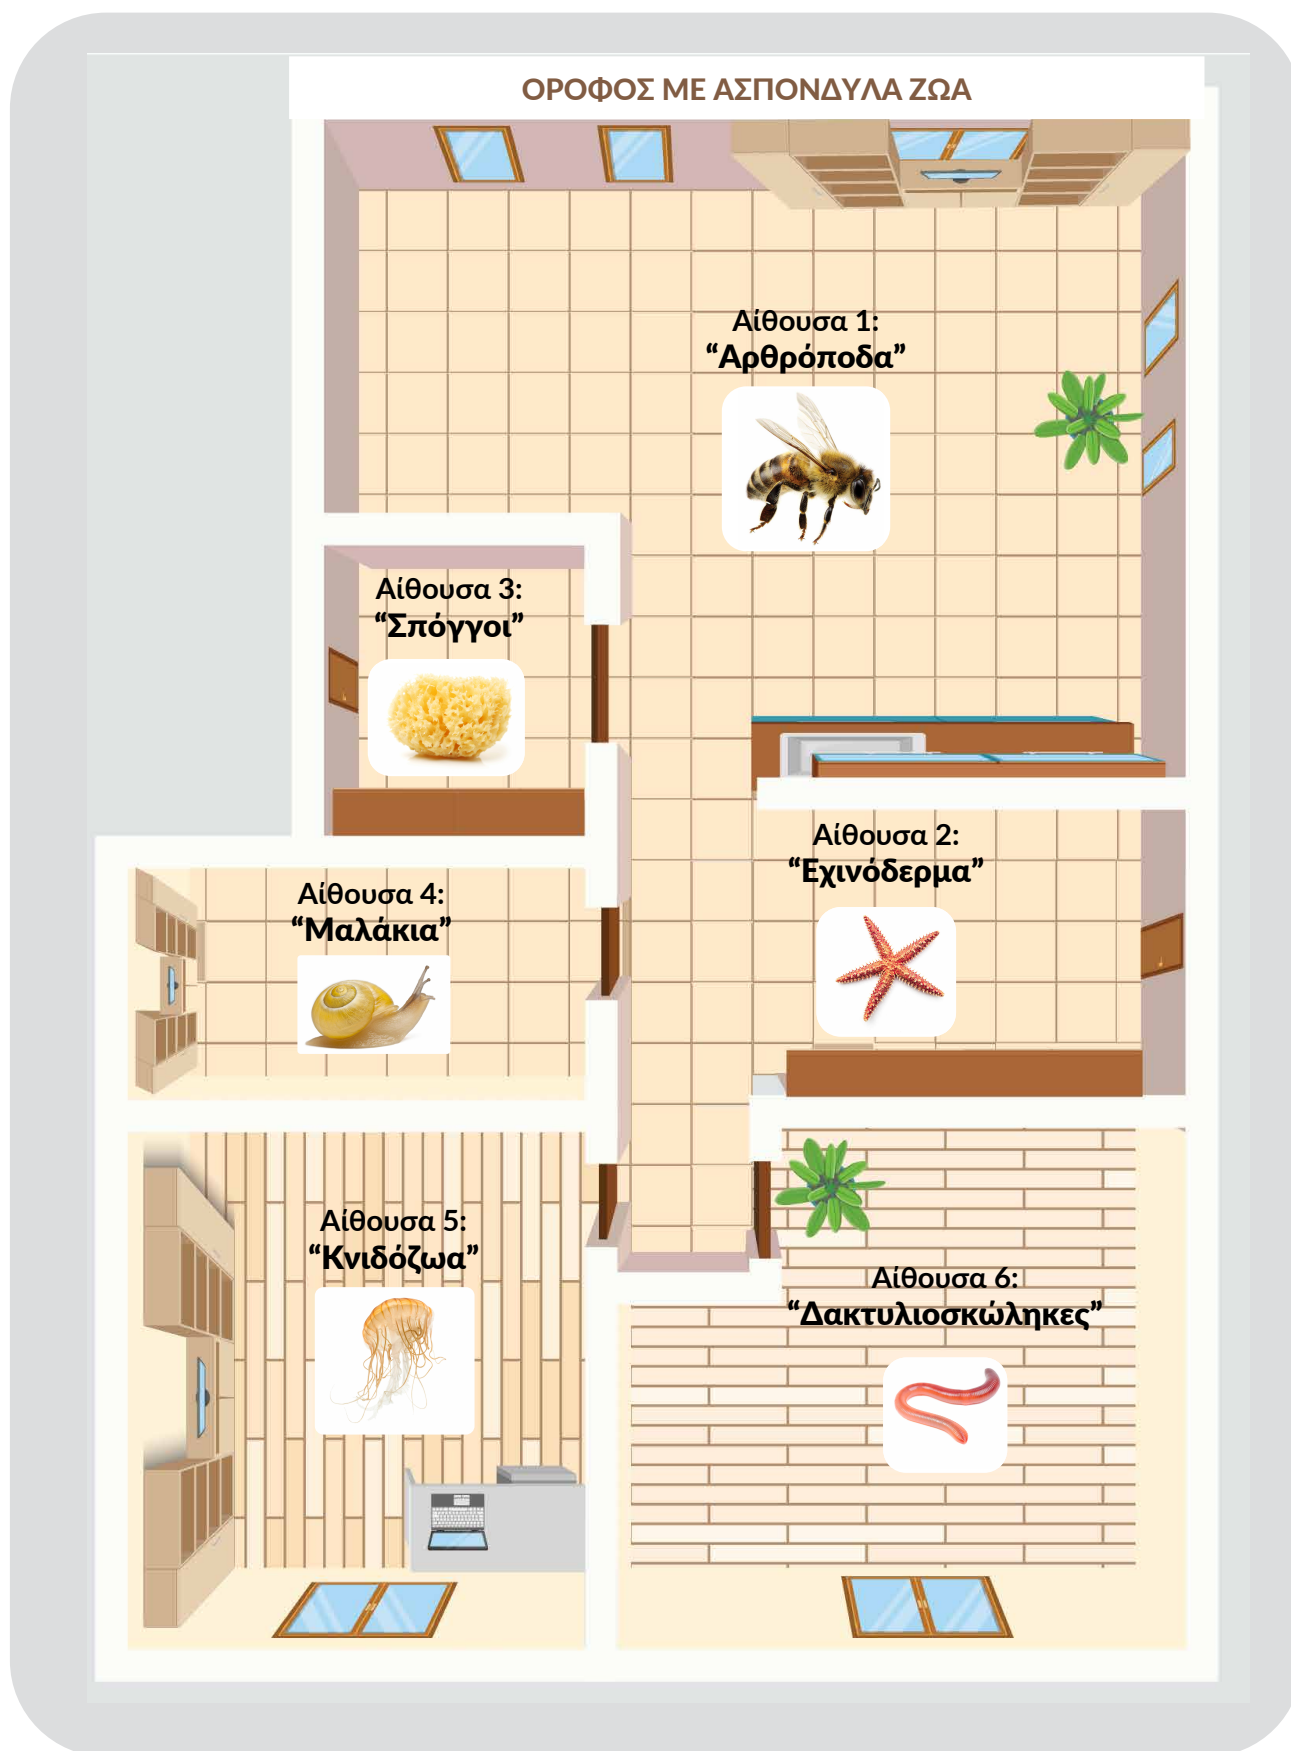 ΟΡΟΦΟΣ ΜΕ ΑΣΠΟΝΔΥΛΑ ΖΩΑ
Αίθουσα 1:
“Αρθρόποδα”
Αίθουσα 3:
“Σπόγγοι”
Αίθουσα 2:
“Εχινόδερμα”
Αίθουσα 4:
“Μαλάκια”
Αίθουσα 5:
“Κνιδόζωα”
Αίθουσα 6:
“Δακτυλιοσκώληκες”